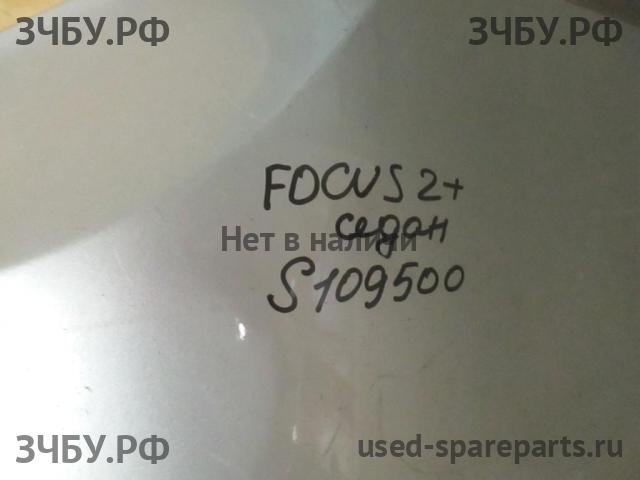 ЗЧБУ.РФ ЗЧБУ.РФ
FOCUS 2+
седан
Нет в наличии
S109500
ЗЧБУ.РФ used-spareparts.ru